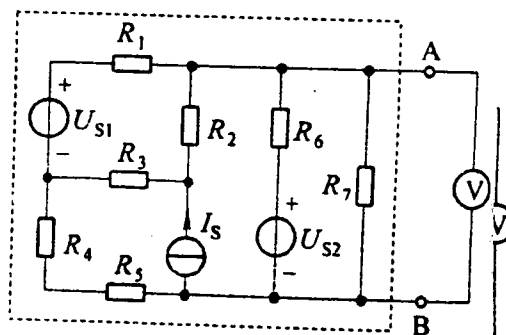 R1
A
+
US1
−
R2
R6
R3
R7
V
V
IS
+
US2
−
R4
R5
B